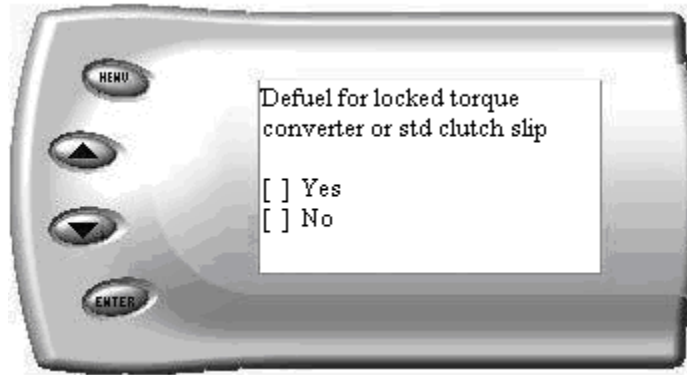 MENU
Defuel for locked torque
converter or std clutch slip
[ ] Yes
[ ] No
ENTER